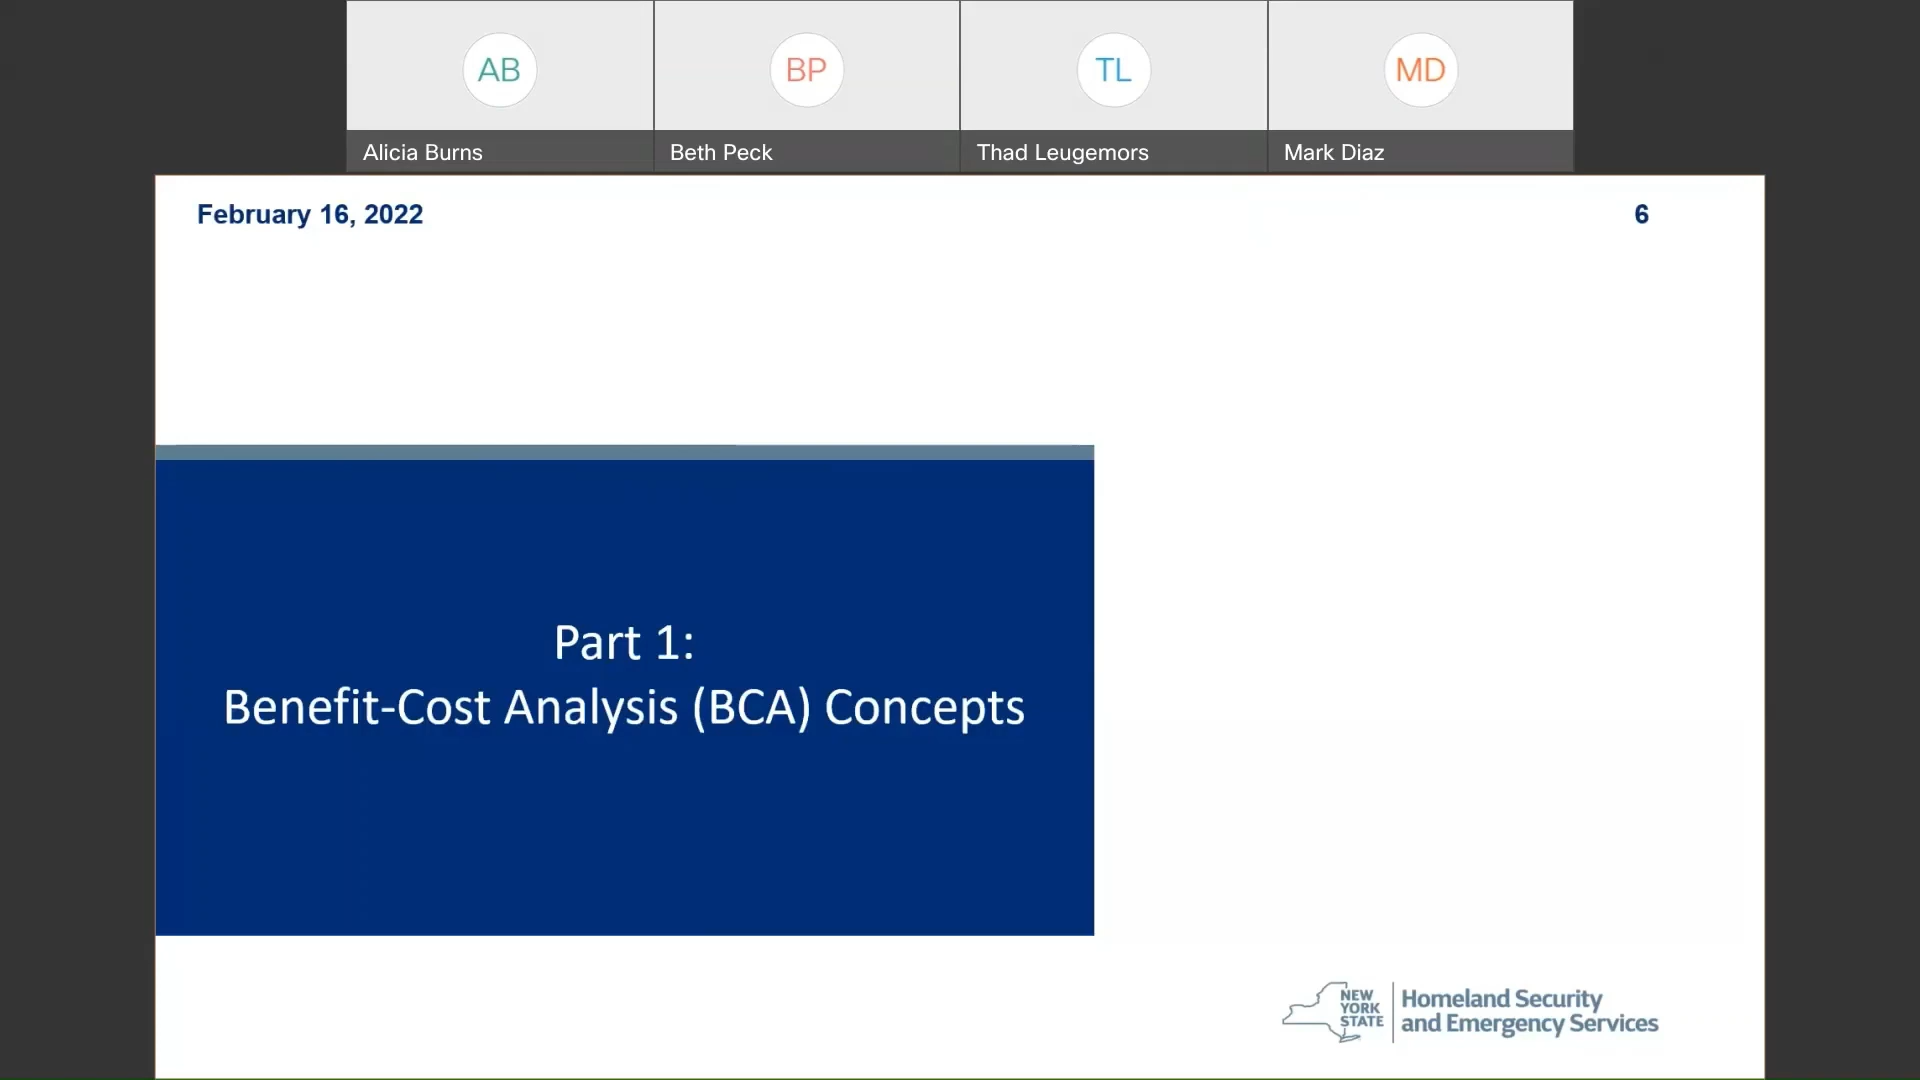 AB
BP
TL
MD
Alicia Burns
Beth Peck
Thad Leugemors
Mark Diaz
February 16, 2022
6
Part 1:
Benefit-Cost Analysis (BCA) Concepts
NEW
YORK
STATE
Homeland Security
and Emergency Services